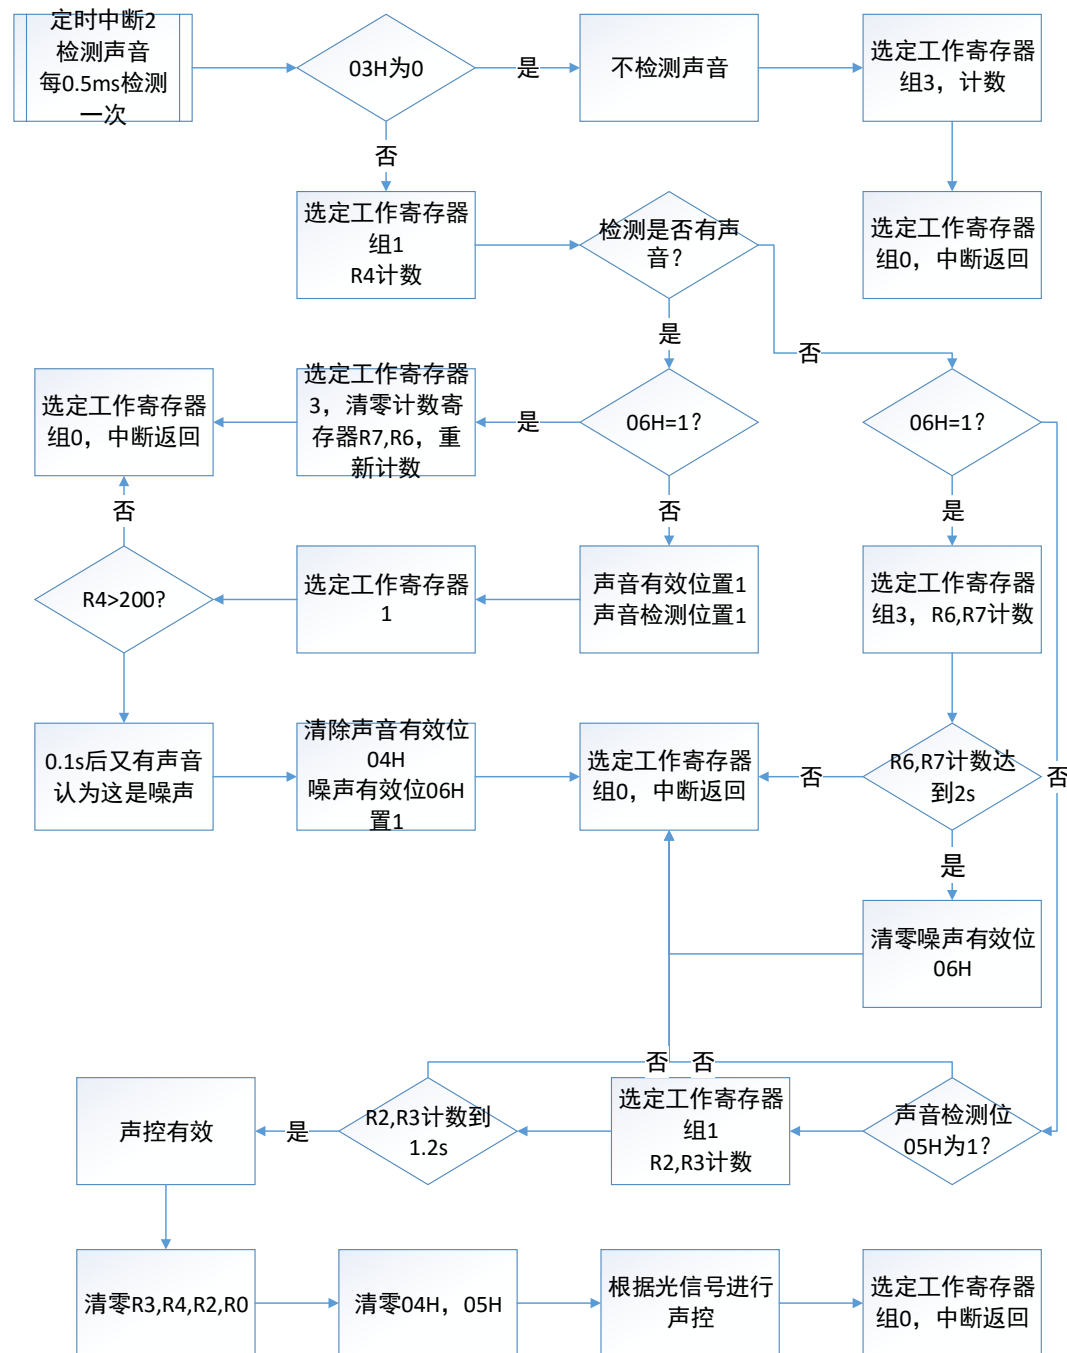 定时中断2
检测声音
每0.5ms检测
一次
03H为0
是
不检测声音
选定工作寄存器
组3，计数
否
选定工作寄存器
组1
R4计数
检测是否有声
音？
选定工作寄存器
组0，中断返回
是
否
选定工作寄存器
组0，中断返回
选定工作寄存器
3，清零计数寄
存器R7,R6，重
新计数
是
06H=1？
06H=1？
否
否
是
R4>200?
选定工作寄存器
1
声音有效位置1
声音检测位置1
选定工作寄存器
组3，R6,R7计数
0.1s后又有声音
认为这是噪声
清除声音有效位
04H
噪声有效位06H
置1
选定工作寄存器
组0，中断返回
否
R6,R7计数达
到2s
否
是
清零噪声有效位
06H
否
否
声控有效
是
R2,R3计数到
1.2s
选定工作寄存器
组1
R2,R3计数
声音检测位
05H为1？
清零R3,R4,R2,R0
清零04H，05H
根据光信号进行
声控
选定工作寄存器
组0，中断返回